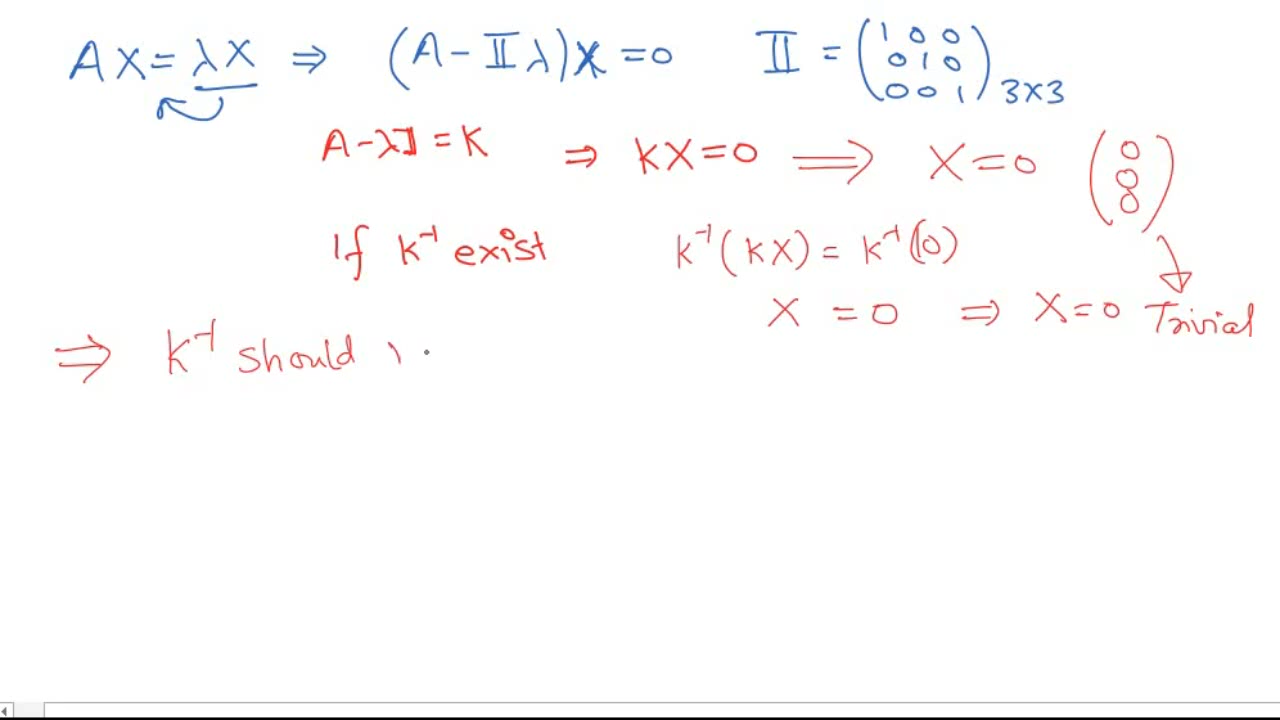 AX = λX ⇒ (A - Iλ)X = 0 I = (1 0 0
0 1 0
0 0 1) 3X3
A - λI = K ⇒ KX = 0 ⟹ X = 0 (0
0
0)
If K⁻¹ exist K⁻¹(KX) = K⁻¹(0)
X = 0 ⇒ X = 0 Trivial
⇒ K⁻¹ should